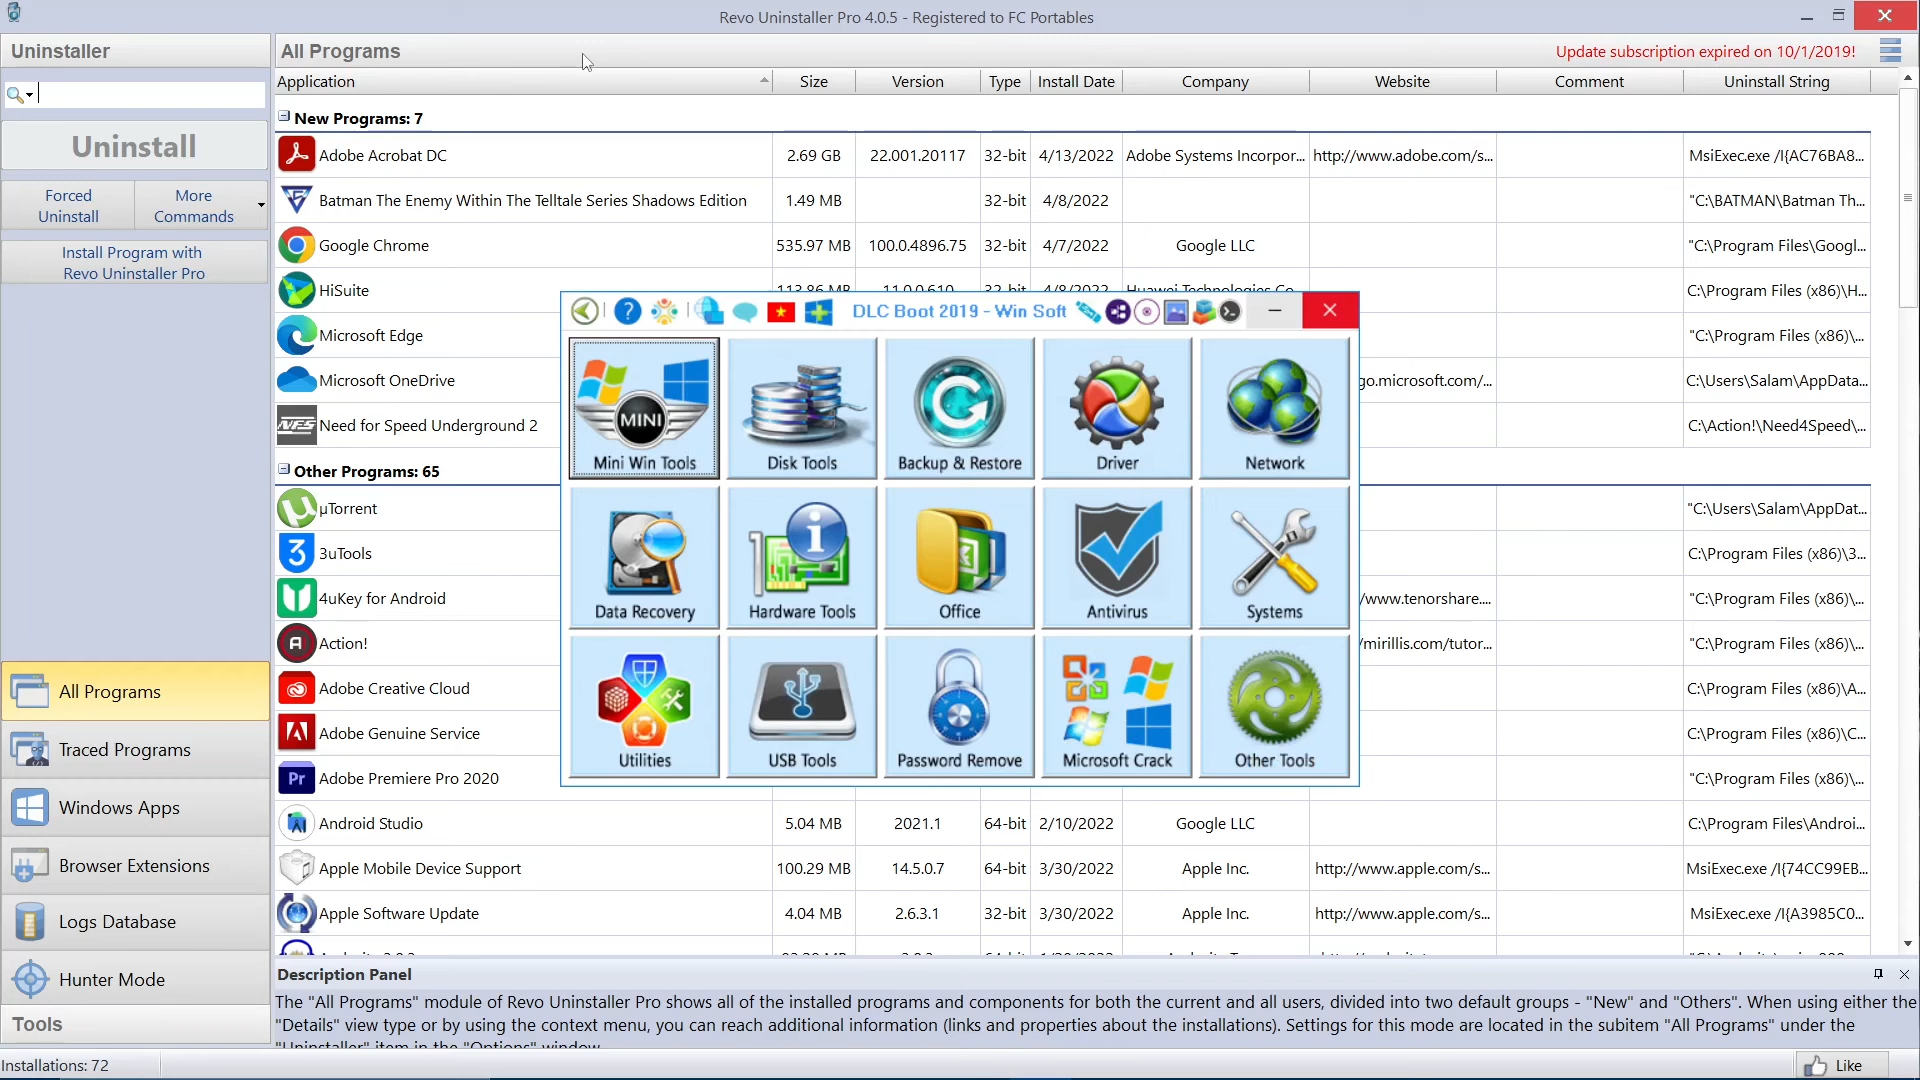 Revo Uninstaller Pro 4.0.5 - Registered to FC Portables
Uninstaller
All Programs
Update subscription expired on 10/1/2019!
Application Size Version Type Install Date Company Website Comment Uninstall String
Uninstall
Forced Uninstall
More Commands
Install Program with
Revo Uninstaller Pro
New Programs: 7
Adobe Acrobat DC 2.69 GB 22.001.20117 32-bit 4/13/2022 Adobe Systems Incorpor... http://www.adobe.com/s... MsiExec.exe /I{AC76BA8...
Batman The Enemy Within The Telltale Series Shadows Edition 1.49 MB 32-bit 4/8/2022 "C:\BATMAN\Batman Th...
Google Chrome 535.97 MB 100.0.4896.75 32-bit 4/7/2022 Google LLC "C:\Program Files\Googl...
HiSuite C:\Program Files (x86)\H...
Microsoft Edge "C:\Program Files (x86)\...
Microsoft OneDrive go.microsoft.com/... C:\Users\Salam\AppData...
Need for Speed Underground 2 C:\Action!\Need4Speed\...
Other Programs: 65
µTorrent "C:\Users\Salam\AppDat...
3uTools C:\Program Files (x86)\3...
4uKey for Android /www.tenorshare.... "C:\Program Files (x86)\...
Action! /mirillis.com/tutor... "C:\Program Files (x86)\...
Adobe Creative Cloud C:\Program Files (x86)\A...
Adobe Genuine Service C:\Program Files (x86)\C...
Adobe Premiere Pro 2020 "C:\Program Files (x86)\...
Android Studio 5.04 MB 2021.1 64-bit 2/10/2022 Google LLC C:\Program Files\Androi...
Apple Mobile Device Support 100.29 MB 14.5.0.7 64-bit 3/30/2022 Apple Inc. http://www.apple.com/s... MsiExec.exe /I{74CC99EB...
Apple Software Update 4.04 MB 2.6.3.1 32-bit 3/30/2022 Apple Inc. http://www.apple.com/s... MsiExec.exe /I{A3985C0...
DLC Boot 2019 - Win Soft
MINI
Mini Win Tools Disk Tools Backup & Restore Driver Network
Data Recovery Hardware Tools Office Antivirus Systems
Utilities USB Tools Password Remove Microsoft Crack Other Tools
All Programs
Traced Programs
Windows Apps
Browser Extensions
Logs Database
Hunter Mode
Tools
Description Panel
The "All Programs" module of Revo Uninstaller Pro shows all of the installed programs and components for both the current and all users, divided into two default groups - "New" and "Others". When using either the
"Details" view type or by using the context menu, you can reach additional information (links and properties about the installations). Settings for this mode are located in the subitem "All Programs" under the
"Uninstaller" item in the "Options" window.
Installations: 72
Like